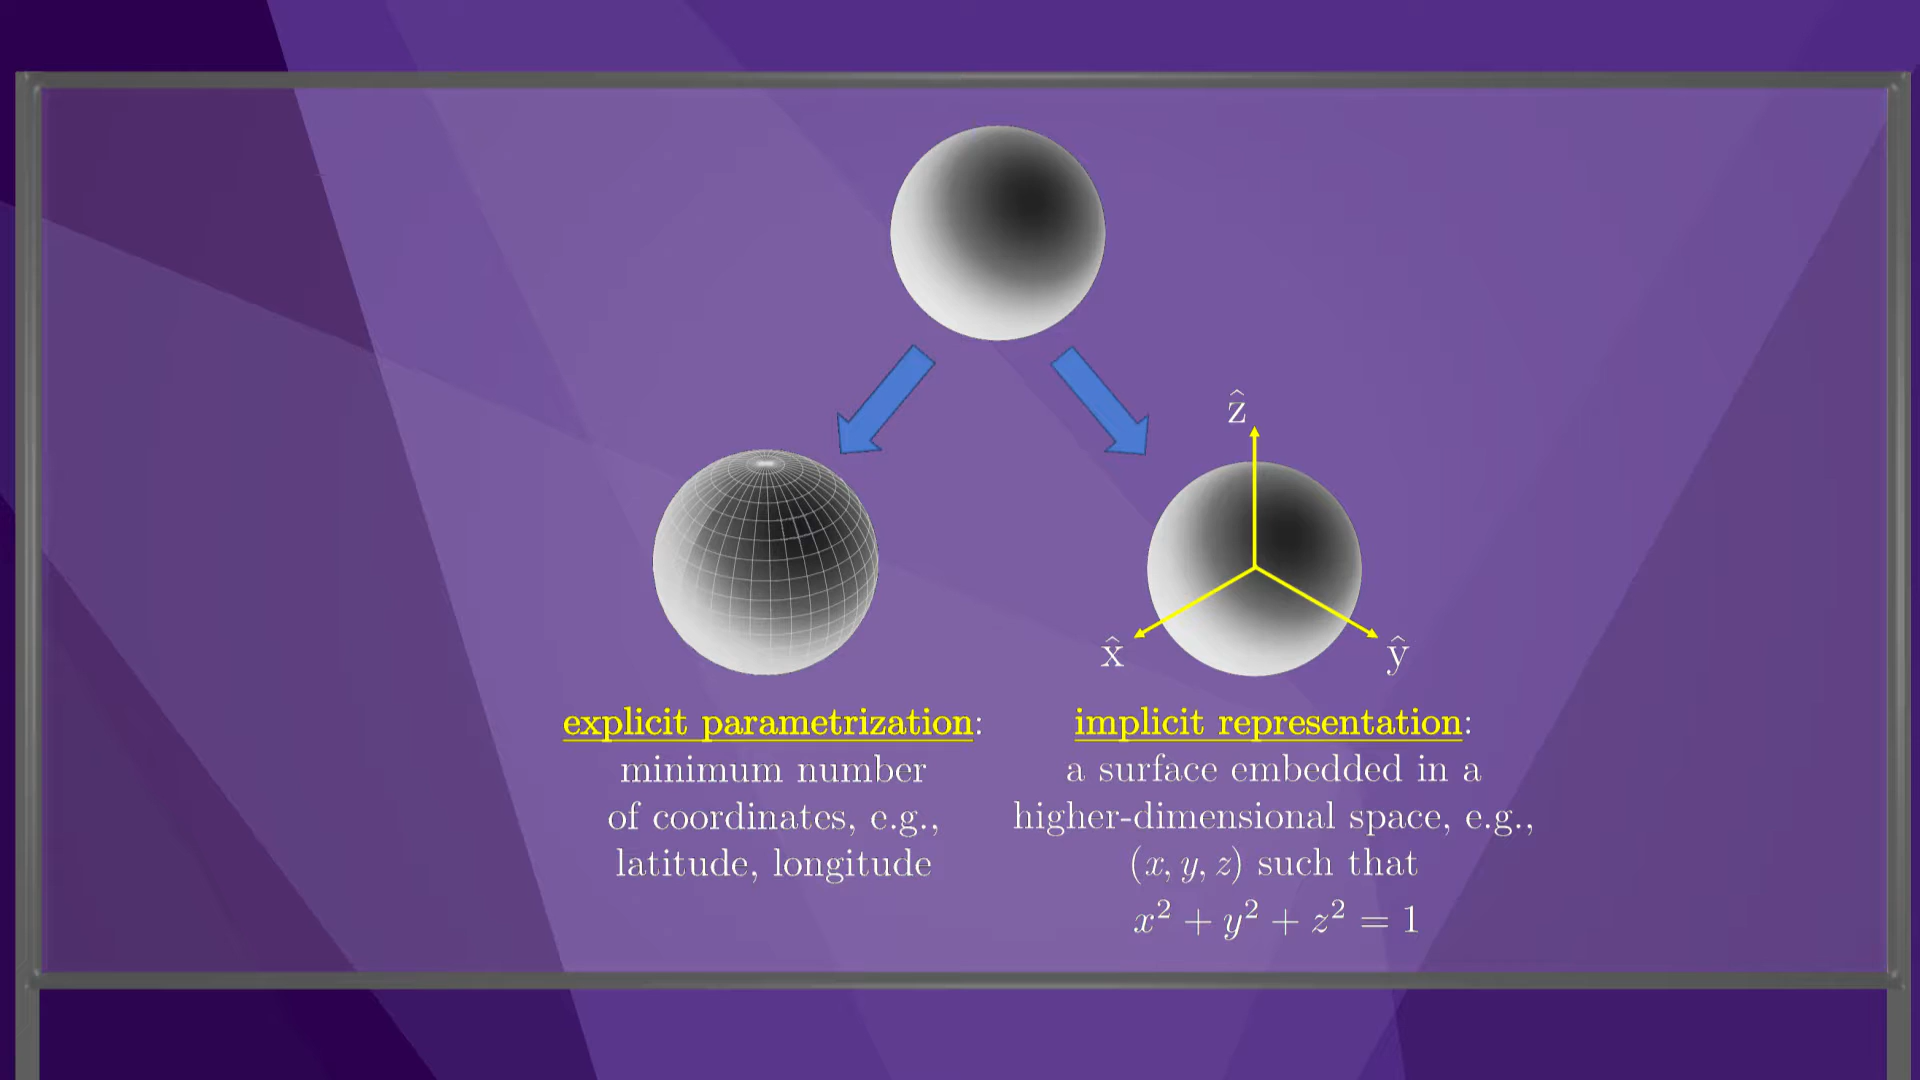 ẑ
x̂
ŷ
explicit parametrization:
minimum number
of coordinates, e.g.,
latitude, longitude
implicit representation:
a surface embedded in a
higher-dimensional space, e.g.,
(x, y, z) such that
x² + y² + z² = 1